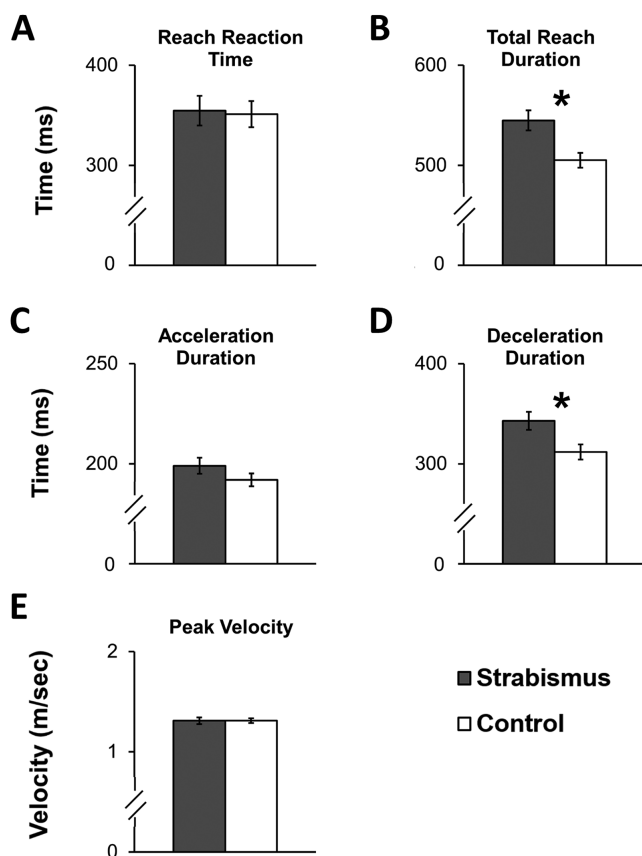 A
Reach Reaction
Time
400
300
0
Time (ms)
B
Total Reach
Duration
600
*
500
0
C
Acceleration
Duration
250
200
0
Time (ms)
D
Deceleration
Duration
400
*
300
0
E
Peak Velocity
2
1
0
Velocity (m/sec)
Strabismus
Control